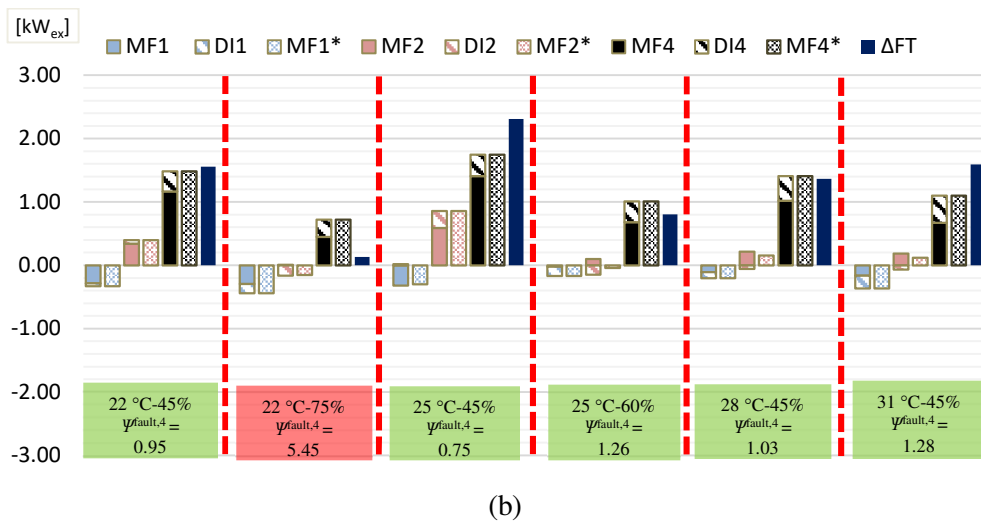 [kWex]
MF1 DI1 MF1* MF2 DI2 MF2* MF4 DI4 MF4* ΔFT
3.00
2.00
1.00
0.00
-1.00
-2.00
-3.00
22 °C-45%
Ψfault,4 =
0.95
22 °C-75%
Ψfault,4 =
5.45
25 °C-45%
Ψfault,4 =
0.75
25 °C-60%
Ψfault,4 =
1.26
28 °C-45%
Ψfault,4 =
1.03
31 °C-45%
Ψfault,4 =
1.28
(b)